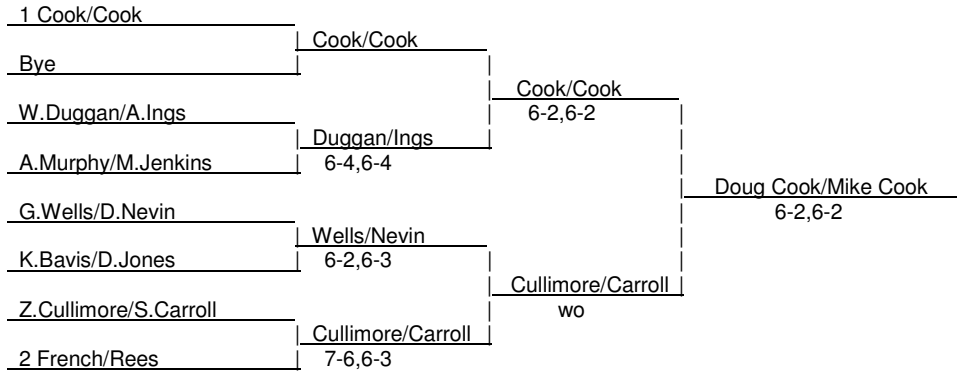 1 Cook/Cook
Cook/Cook
Bye
Cook/Cook
W.Duggan/A.Ings
6-2,6-2
Duggan/Ings
A.Murphy/M.Jenkins
6-4,6-4
Doug Cook/Mike Cook
G.Wells/D.Nevin
6-2,6-2
Wells/Nevin
K.Bavis/D.Jones
6-2,6-3
Cullimore/Carroll
Z.Cullimore/S.Carroll
wo
Cullimore/Carroll
2 French/Rees
7-6,6-3